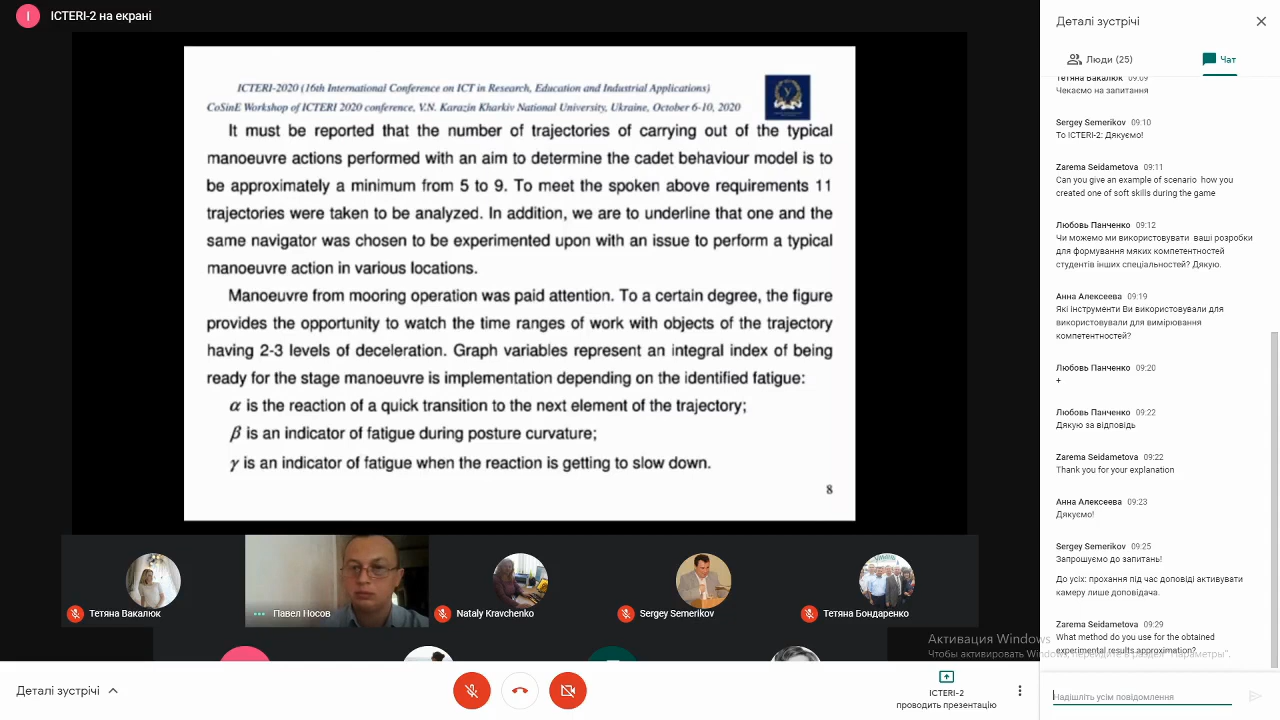 I
ICTERI-2 на екрані
ICTERI-2020 (16th International Conference on ICT in Research, Education and Industrial Applications)
CoSinE Workshop of ICTERI 2020 conference, V.N. Karazin Kharkiv National University, Ukraine, October 6-10, 2020
It must be reported that the number of trajectories of carrying out of the typical
manoeuvre actions performed with an aim to determine the cadet behaviour model is to
be approximately a minimum from 5 to 9. To meet the spoken above requirements 11
trajectories were taken to be analyzed. In addition, we are to underline that one and the
same navigator was chosen to be experimented upon with an issue to perform a typical
manoeuvre action in various locations.
Manoeuvre from mooring operation was paid attention. To a certain degree, the figure
provides the opportunity to watch the time ranges of work with objects of the trajectory
having 2-3 levels of deceleration. Graph variables represent an integral index of being
ready for the stage manoeuvre is implementation depending on the identified fatigue:
α is the reaction of a quick transition to the next element of the trajectory;
β is an indicator of fatigue during posture curvature;
γ is an indicator of fatigue when the reaction is getting to slow down.
8
Тетяна Вакалюк
Павел Носов
Nataly Kravchenko
Sergey Semerikov
Тетяна Бондаренко
Деталі зустрічі
ICTERI-2
проводить презентацію
Деталі зустрічі
Люди (25)
Чат
Тетяна Вакалюк 09:09
Чекаємо на запитання
Sergey Semerikov 09:10
To ICTERI-2: Дякуємо!
Zarema Seidametova 09:11
Can you give an example of scenario how you
created one of soft skills during the game
Любовь Панченко 09:12
Чи можемо ми використовувати ваші розробки
для формування мяких компетентностей
студентів інших спеціальностей? Дякую.
Анна Алексеева 09:19
Які інструменти Ви використовували для
використовували для вимірювання
компетентностей?
Любовь Панченко 09:20
+
Любовь Панченко 09:22
Дякую за відповідь
Zarema Seidametova 09:22
Thank you for your explanation
Анна Алексеева 09:23
Дякуємо!
Sergey Semerikov 09:25
Запрошуємо до запитань!
До усіх: прохання під час доповіді активувати
камеру лише доповідача.
Zarema Seidametova 09:29
What method do you use for the obtained
experimental results approximation?
Активация Windows
Чтобы активировать Windows, перейдите в раздел "Параметры".
Надішліть усім повідомлення